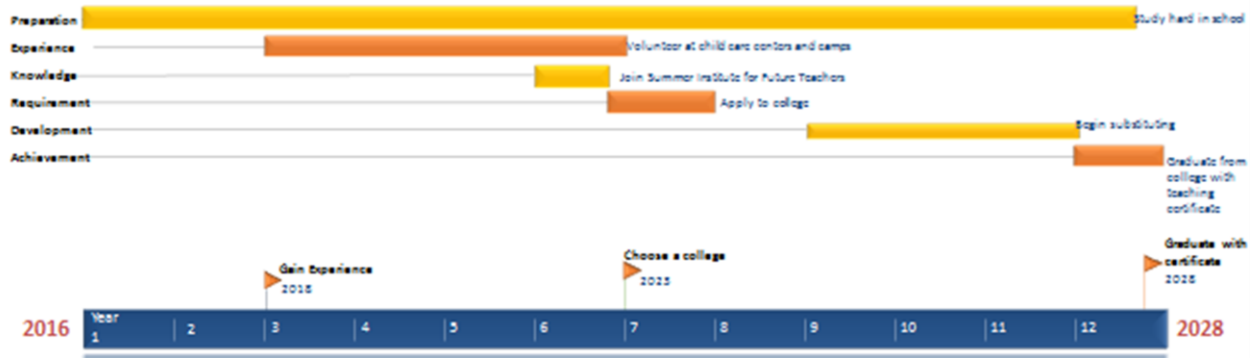 Preparation
Study hard in school
Experience
Volunteer at child care centers and camps
Knowledge
Join Summer Institute for Future Teachers
Requirement
Apply to college
Development
Begin substituting
Achievement
Graduate from
college with
teaching
certificate
Gain Experience
2018
Choose a college
2023
Graduate with
certificate
2028
2016
Year
1
2
3
4
5
6
7
8
9
10
11
12
2028